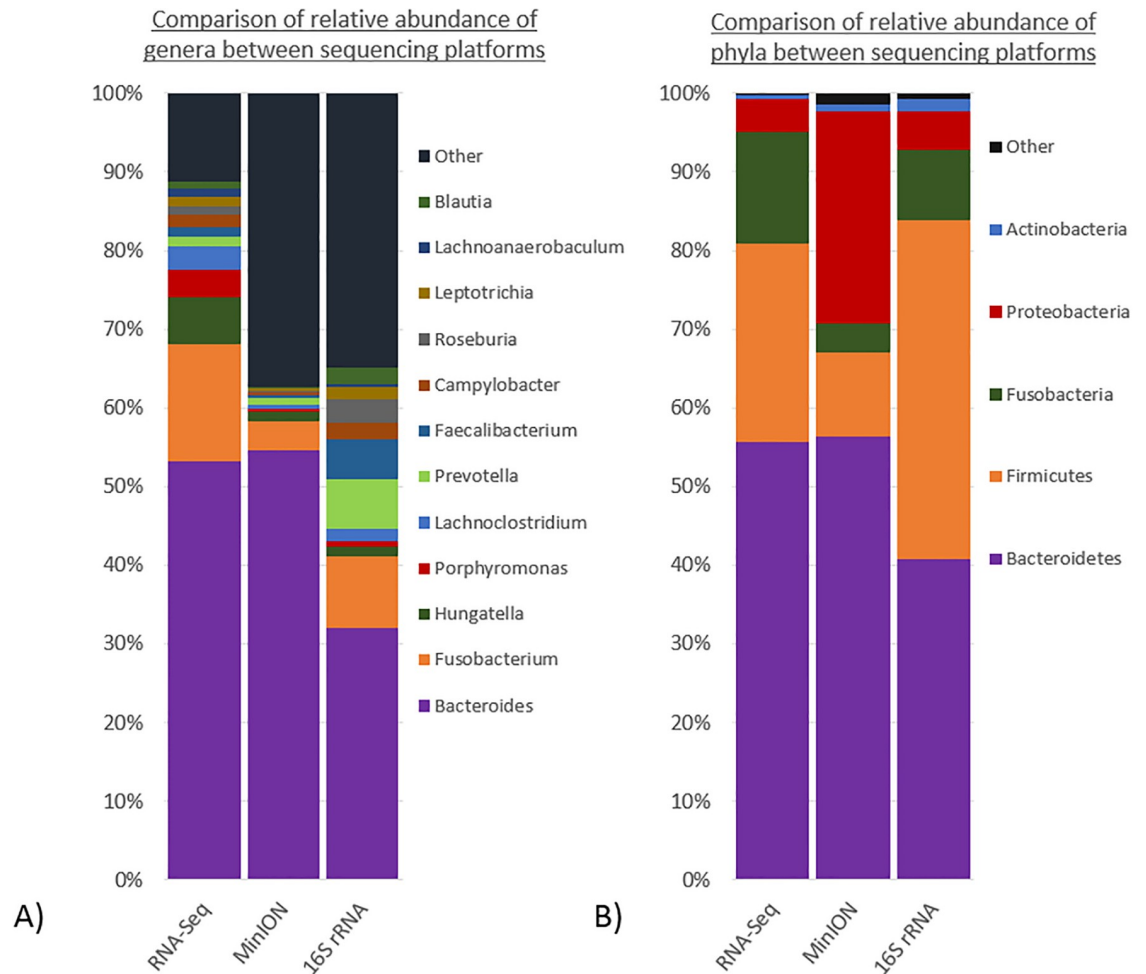 Comparison of relative abundance of
genera between sequencing platforms
100%
90%
80%
70%
60%
50%
40%
30%
20%
10%
0%
RNA-Seq
MinION
16S rRNA
Other
Blautia
Lachnoanaerobaculum
Leptotrichia
Roseburia
Campylobacter
Faecalibacterium
Prevotella
Lachnoclostridium
Porphyromonas
Hungatella
Fusobacterium
Bacteroides
A)
Comparison of relative abundance of
phyla between sequencing platforms
100%
90%
80%
70%
60%
50%
40%
30%
20%
10%
0%
RNA-Seq
MinION
16S rRNA
Other
Actinobacteria
Proteobacteria
Fusobacteria
Firmicutes
Bacteroidetes
B)